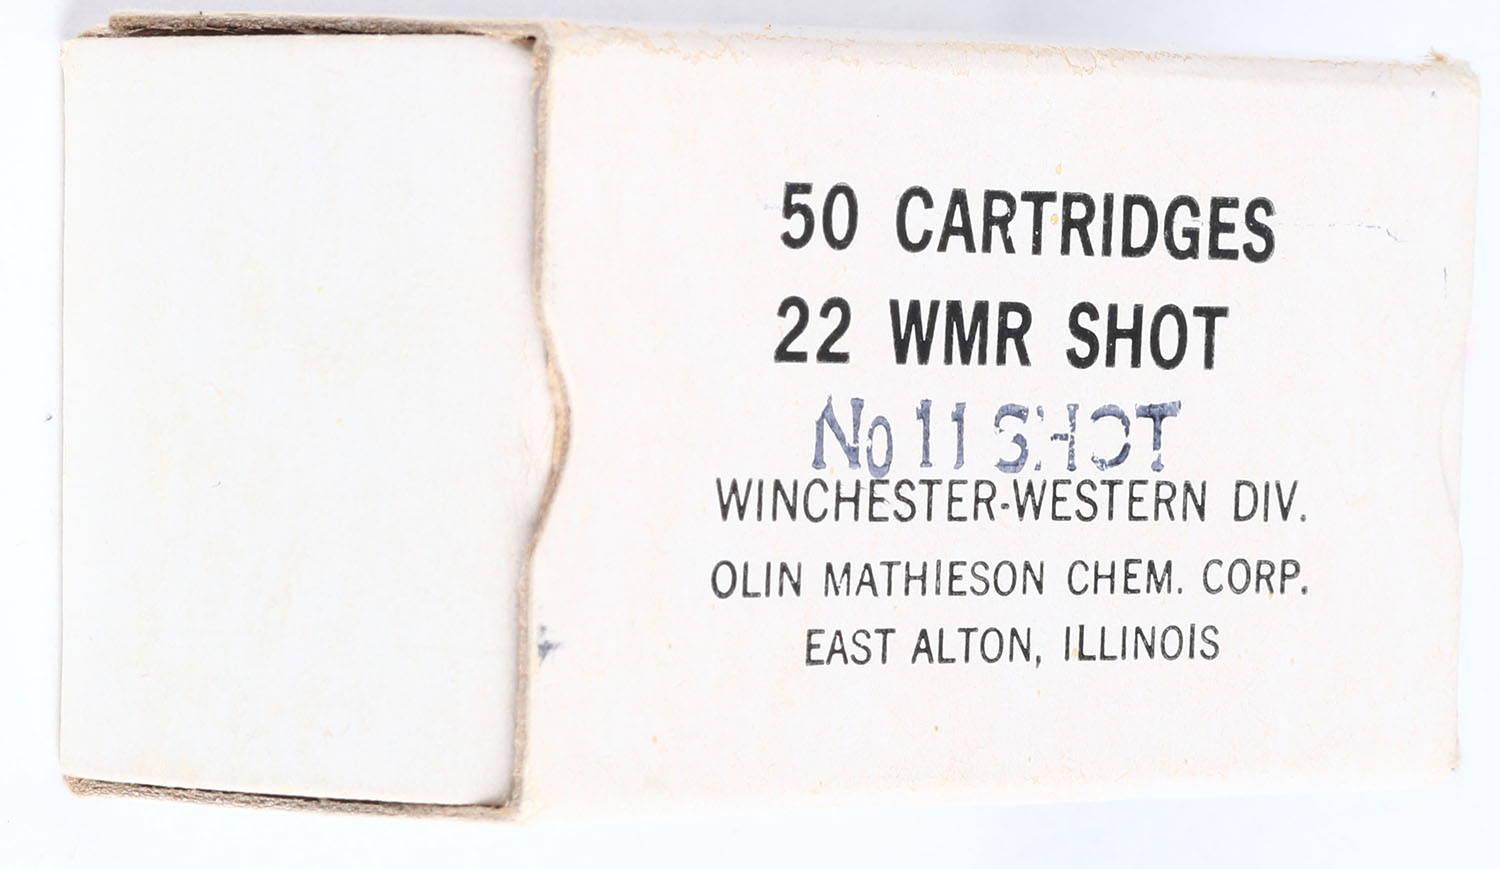 50 CARTRIDGES
22 WMR SHOT
No 11 SHOT
WINCHESTER-WESTERN DIV.
OLIN MATHIESON CHEM. CORP.
EAST ALTON, ILLINOIS